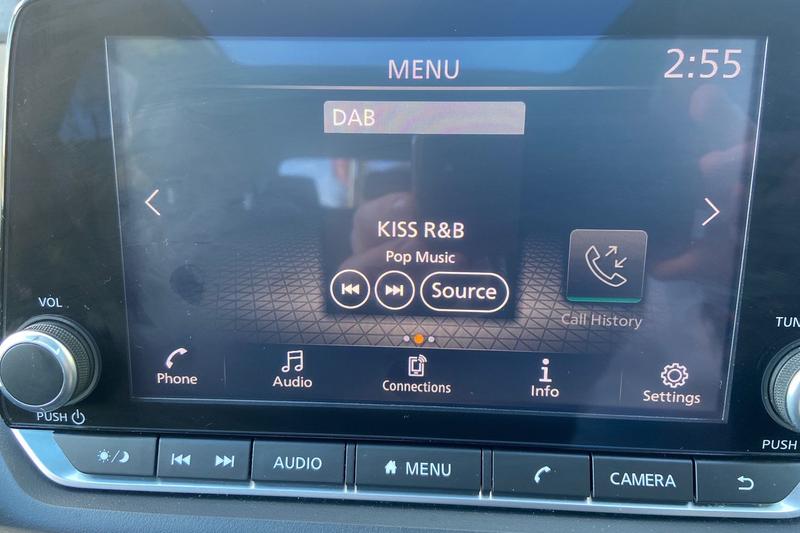 MENU
2:55
DAB
KISS R&B
Pop Music
Source
Call History
Phone
Audio
Connections
Info
Settings
VOL
PUSH
TUN
PUSH
AUDIO
MENU
CAMERA